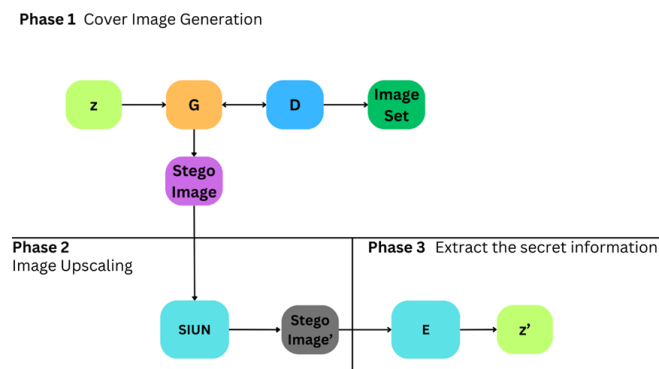 Phase 1 Cover Image Generation
z
G
D
Image
Set
Stego
Image
Phase 2
Image Upscaling
Phase 3 Extract the secret information
SIUN
Stego
Image’
E
z’